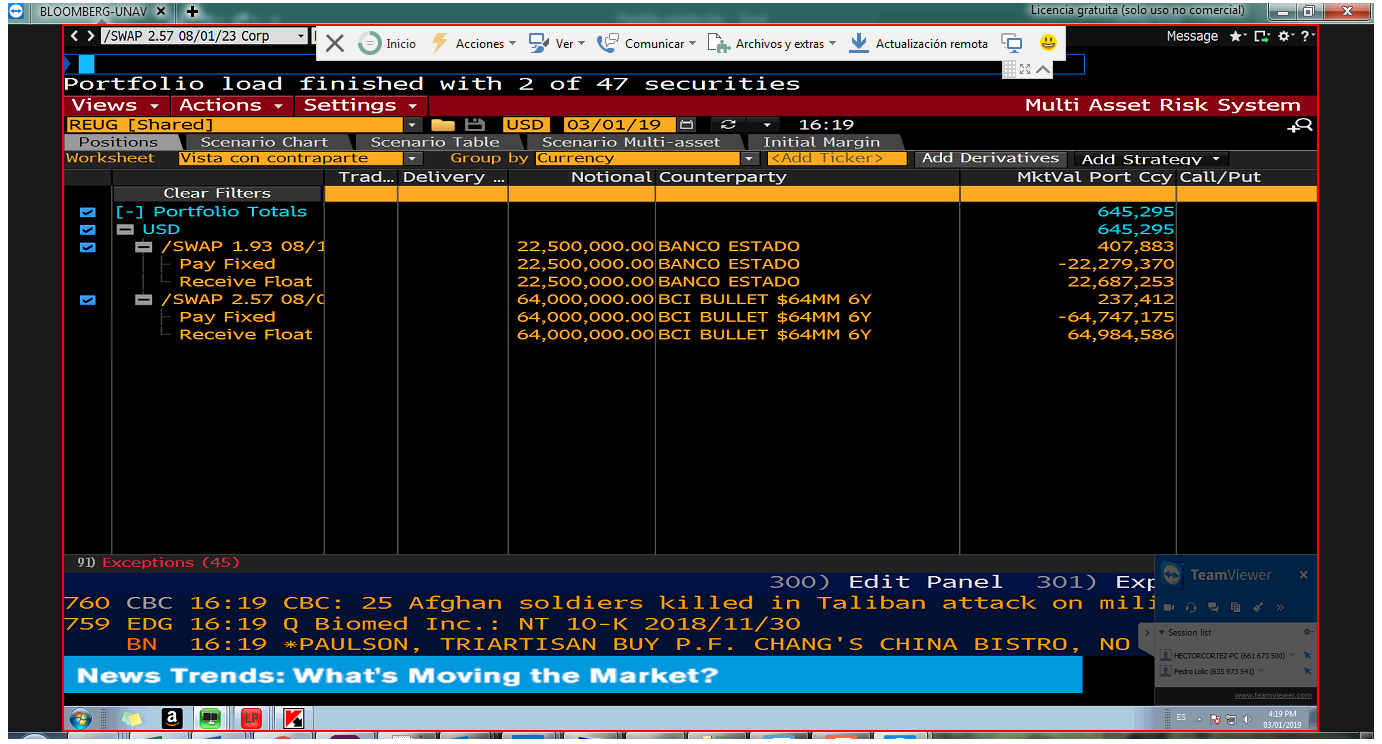 BLOOMBERG-UNAV × + Licencia gratuita (solo uso no comercial)
/SWAP 2.57 08/01/23 Corp Inicio Acciones Ver Comunicar Archivos y extras Actualización remota Message
Portfolio load finished with 2 of 47 securities
Views Actions Settings Multi Asset Risk System
REUG [Shared] USD 03/01/19 16:19
Positions Scenario Chart Scenario Table Scenario Multi-asset Initial Margin
Worksheet Vista con contraparte Group by Currency <Add Ticker> Add Derivatives Add Strategy
Trad... Delivery ... Notional Counterparty MktVal Port Ccy Call/Put
Clear Filters
[-] Portfolio Totals 645,295
USD 645,295
/SWAP 1.93 08/1 22,500,000.00 BANCO ESTADO 407,883
Pay Fixed 22,500,000.00 BANCO ESTADO -22,279,370
Receive Float 22,500,000.00 BANCO ESTADO 22,687,253
/SWAP 2.57 08/0 64,000,000.00 BCI BULLET $64MM 6Y 237,412
Pay Fixed 64,000,000.00 BCI BULLET $64MM 6Y -64,747,175
Receive Float 64,000,000.00 BCI BULLET $64MM 6Y 64,984,586
91) Exceptions (45)
300) Edit Panel 301) Exp
760 CBC 16:19 CBC: 25 Afghan soldiers killed in Taliban attack on mili
759 EDG 16:19 Q Biomed Inc.: NT 10-K 2018/11/30
BN 16:19 *PAULSON, TRIARTISAN BUY P.F. CHANG'S CHINA BISTRO, NO
News Trends: What's Moving the Market?
TeamViewer
Session list
HECTORCORTEZ-PC (661 673 500)
Pedro Lolic (635 973 541)
www.teamviewer.com
a LP K
ES 4:19 PM
03/01/2019